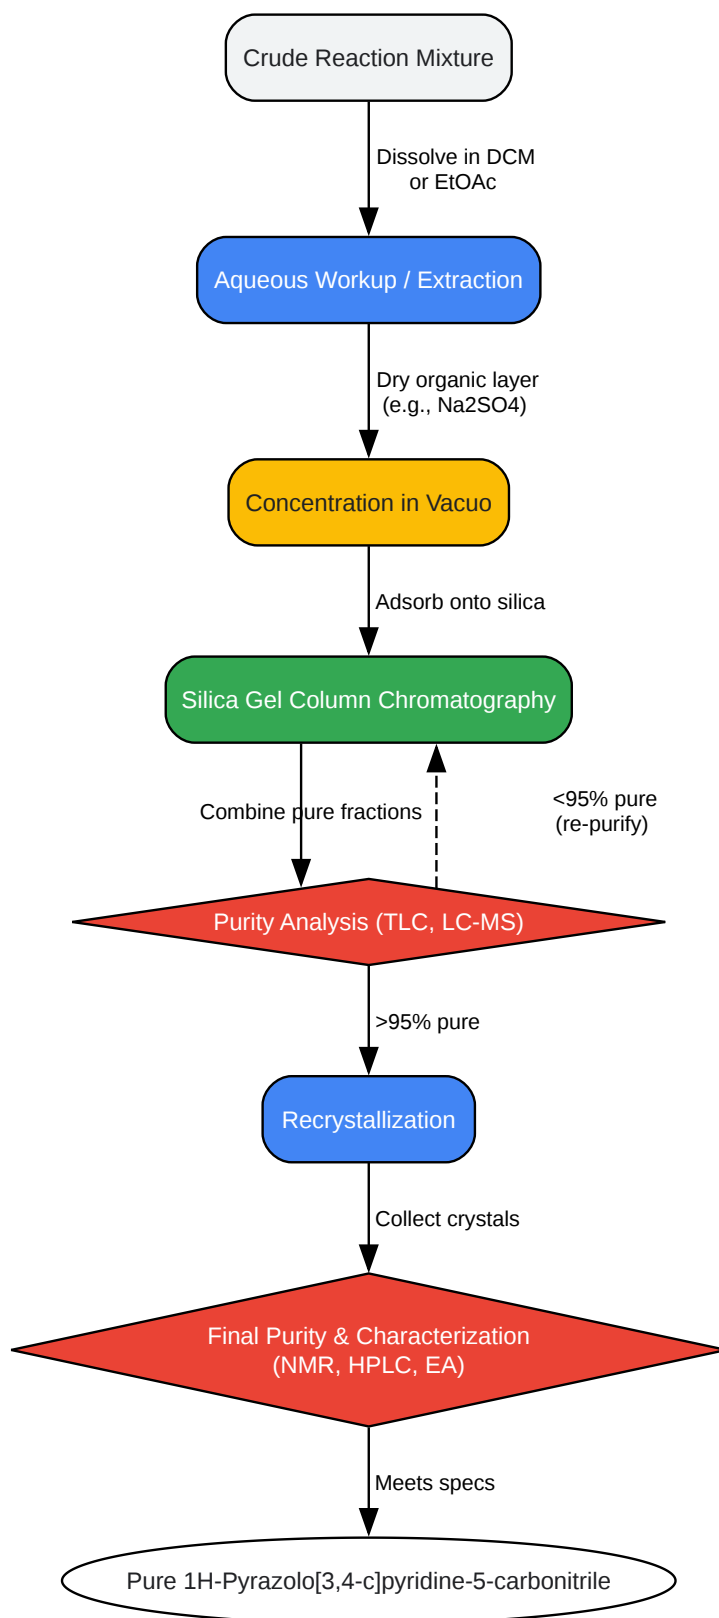 Crude Reaction Mixture
Dissolve in DCM
or EtOAc
Aqueous Workup / Extraction
Dry organic layer
(e.g., Na2SO4)
Concentration in Vacuo
Adsorb onto silica
Silica Gel Column Chromatography
Combine pure fractions
<95% pure
(re-purify)
Purity Analysis (TLC, LC-MS)
>95% pure
Recrystallization
Collect crystals
Final Purity & Characterization
(NMR, HPLC, EA)
Meets specs
Pure 1H-Pyrazolo[3,4-c]pyridine-5-carbonitrile